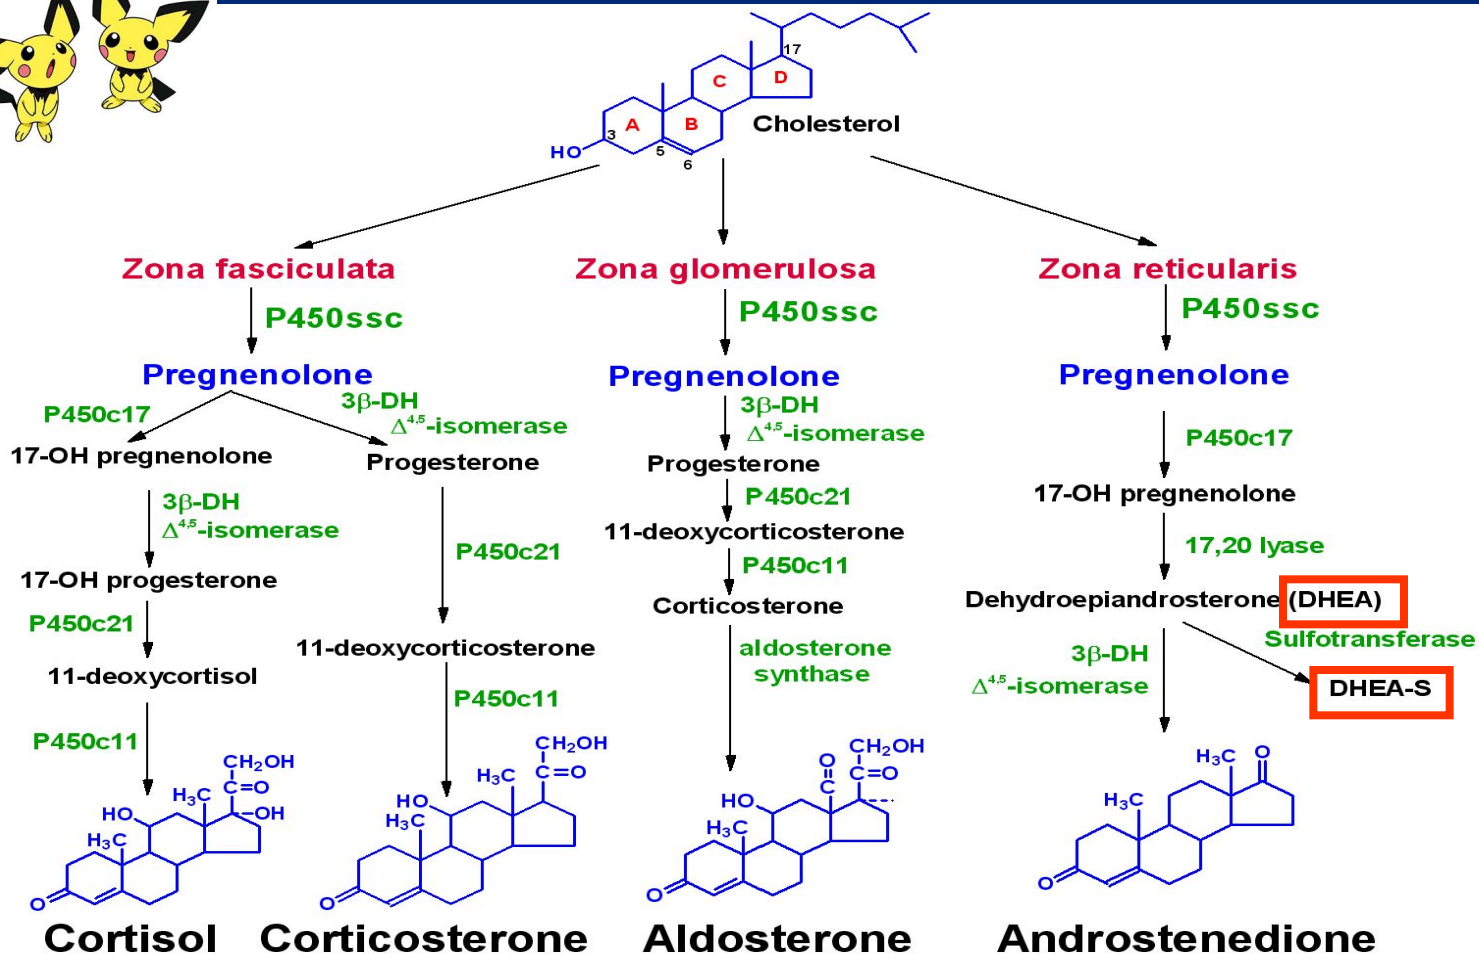 17
C
D
A
B
3
HO
5
6
Cholesterol
Zona fasciculata
P450ssc
Pregnenolone
P450c17
3β-DH
Δ4,5-isomerase
17-OH pregnenolone
Progesterone
3β-DH
Δ4,5-isomerase
P450c21
17-OH progesterone
P450c21
11-deoxycorticosterone
11-deoxycortisol
P450c11
P450c11
CH2OH
C=O
H3C
HO
OH
H3C
O
Cortisol
CH2OH
H3C
C=O
HO
H3C
O
Corticosterone
Zona glomerulosa
P450ssc
Pregnenolone
3β-DH
Δ4,5-isomerase
Progesterone
P450c21
11-deoxycorticosterone
P450c11
Corticosterone
aldosterone
synthase
CH2OH
O
C=O
C
HO
H3C
O
Aldosterone
Zona reticularis
P450ssc
Pregnenolone
P450c17
17-OH pregnenolone
17,20 lyase
Dehydroepiandrosterone (DHEA)
Sulfotransferase
3β-DH
Δ4,5-isomerase
DHEA-S
O
H3C
H3C
O
Androstenedione